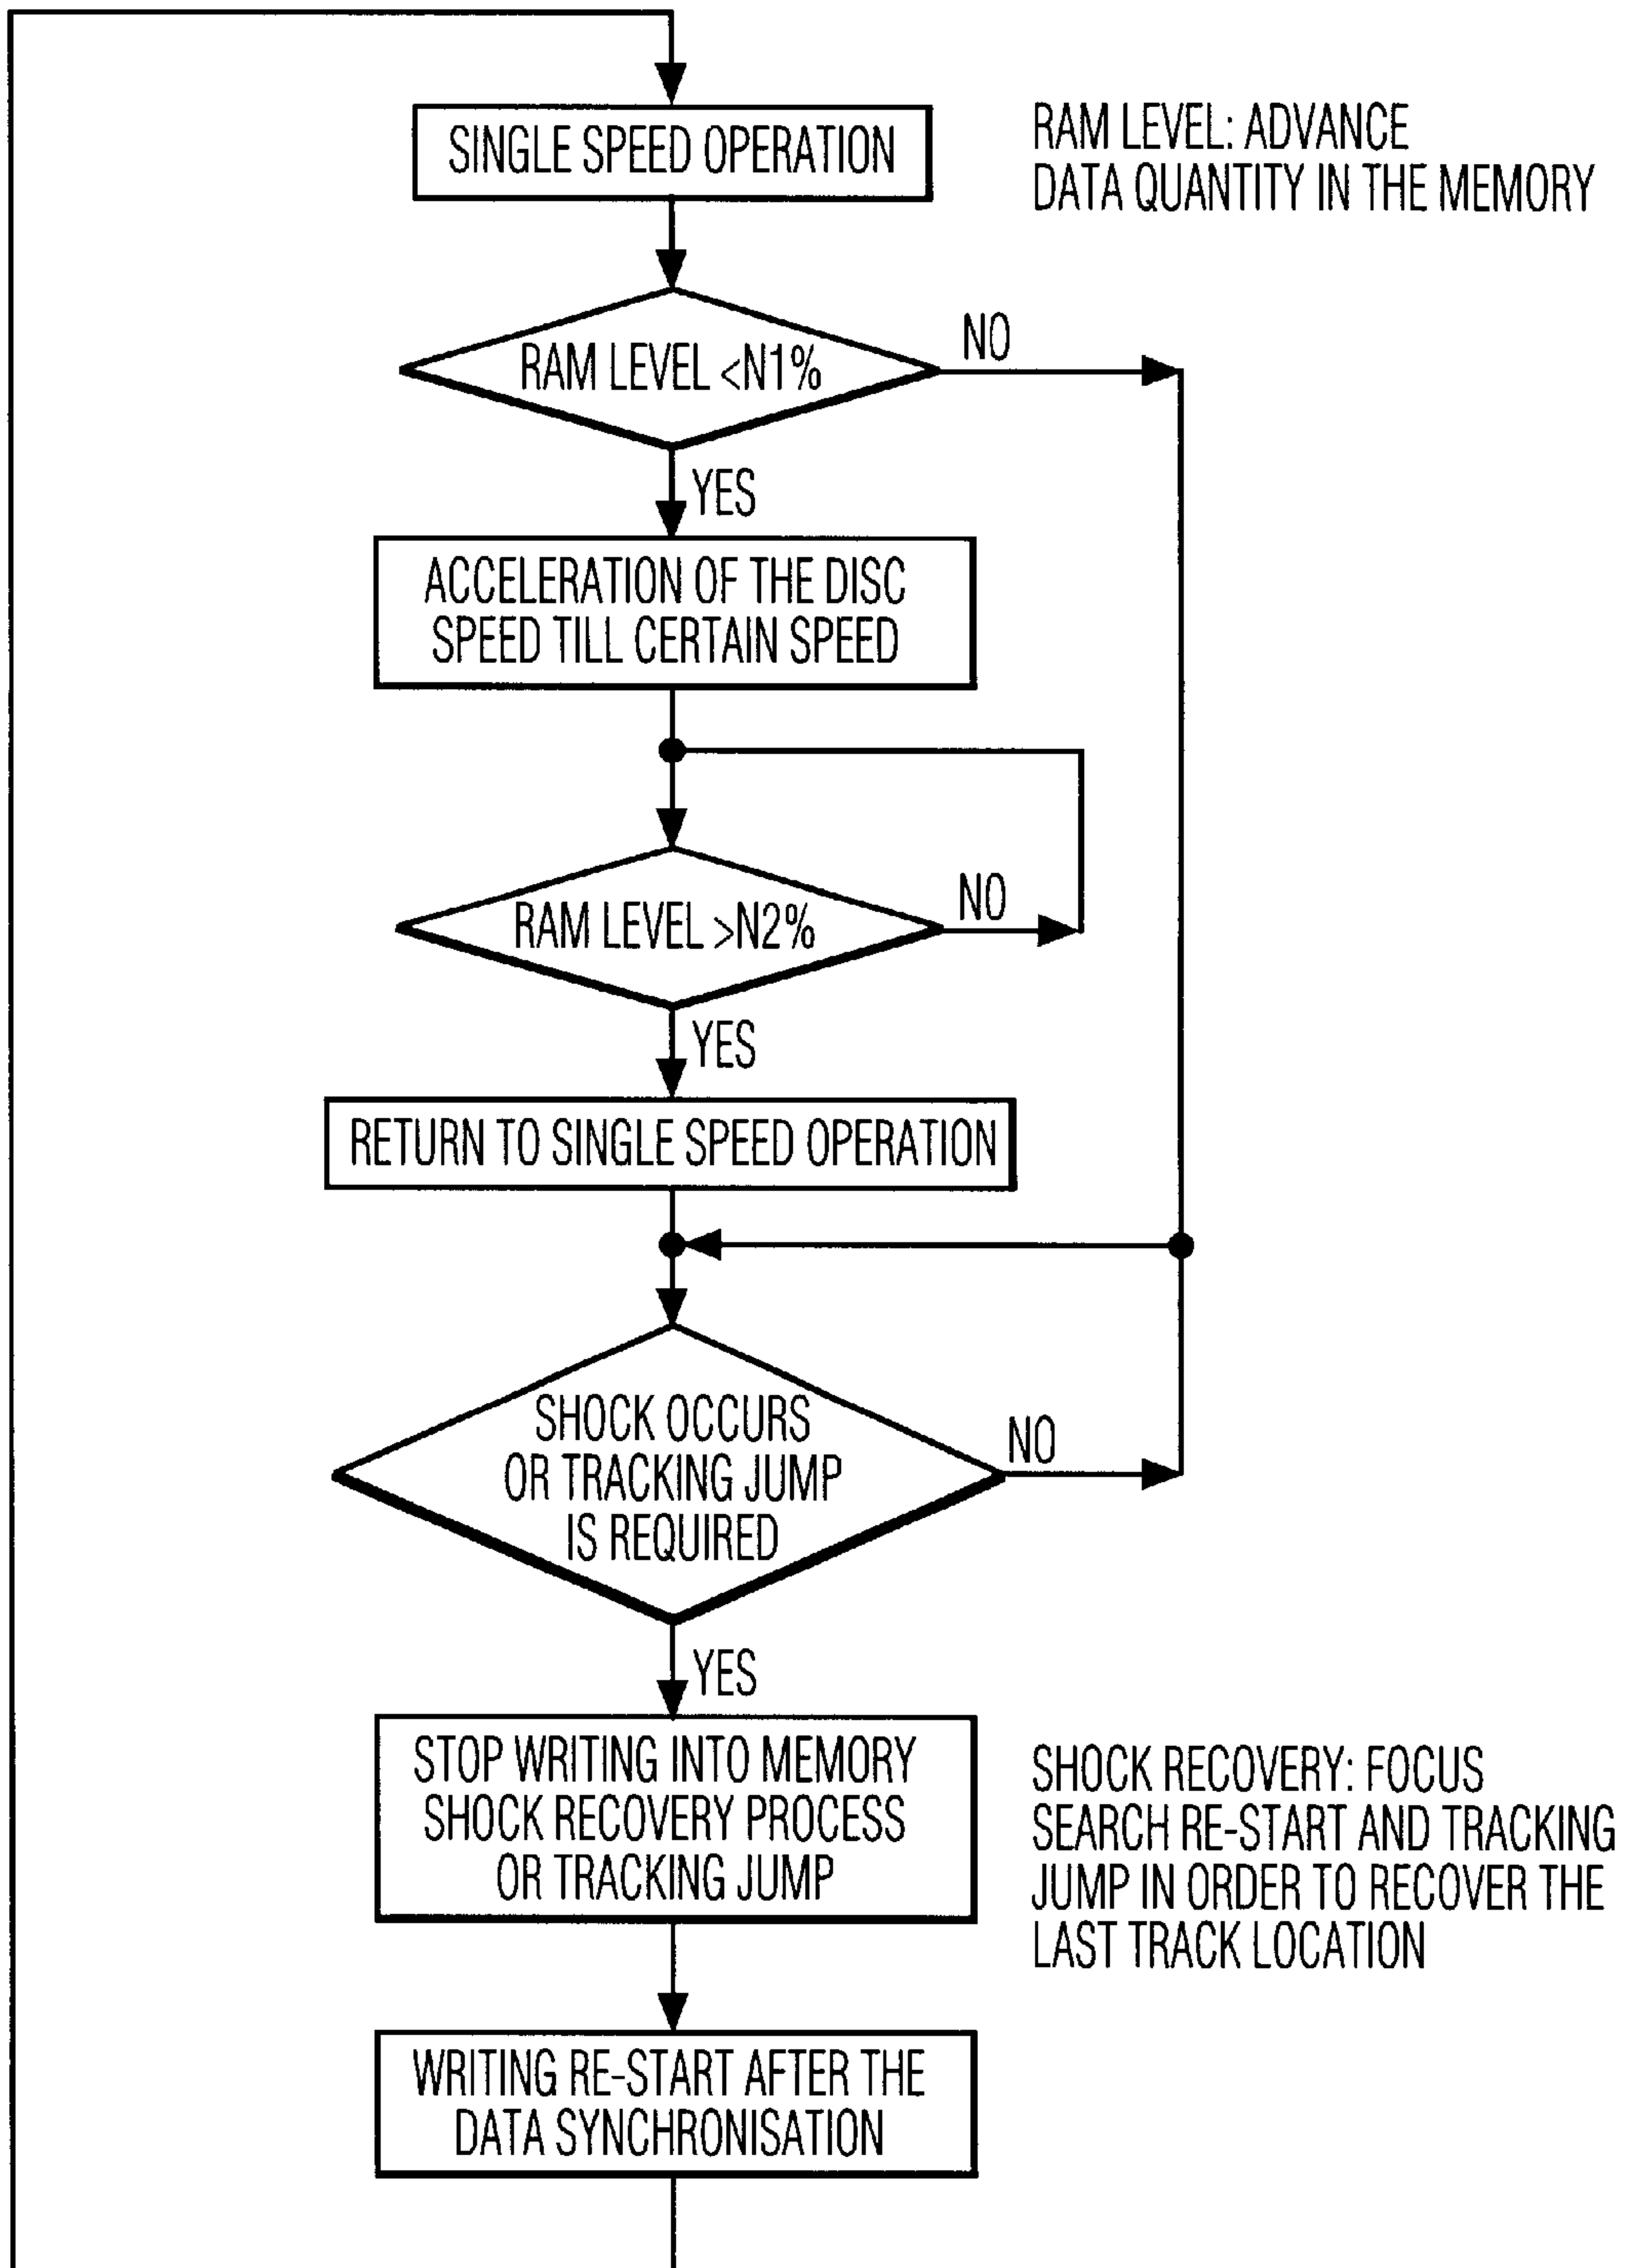 SINGLE SPEED OPERATION
RAM LEVEL: ADVANCE
DATA QUANTITY IN THE MEMORY
RAM LEVEL <N1%
NO
YES
ACCELERATION OF THE DISC
SPEED TILL CERTAIN SPEED
RAM LEVEL >N2%
NO
YES
RETURN TO SINGLE SPEED OPERATION
SHOCK OCCURS
OR TRACKING JUMP
IS REQUIRED
NO
YES
STOP WRITING INTO MEMORY
SHOCK RECOVERY PROCESS
OR TRACKING JUMP
SHOCK RECOVERY: FOCUS
SEARCH RE-START AND TRACKING
JUMP IN ORDER TO RECOVER THE
LAST TRACK LOCATION
WRITING RE-START AFTER THE
DATA SYNCHRONISATION